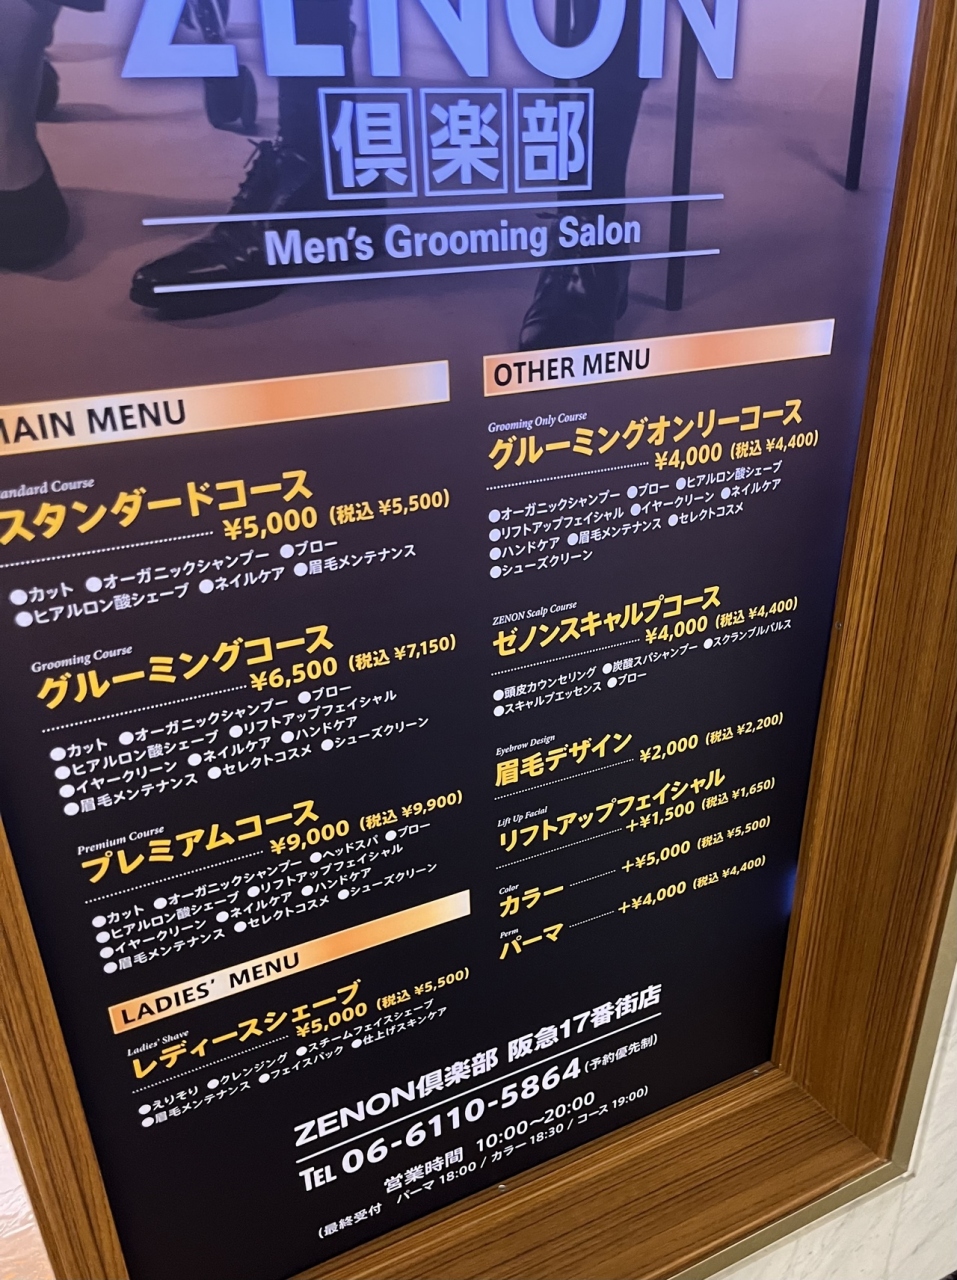 ZENON
倶楽部
Men's Grooming Salon
MAIN MENU
Standard Course
スタンダードコース
¥5,000 (税込 ¥5,500)
●カット ●オーガニックシャンプー ●ブロー
●ヒアルロン酸シェーブ ●ネイルケア ●眉毛メンテナンス
Grooming Course
グルーミングコース
¥6,500 (税込 ¥7,150)
●カット ●オーガニックシャンプー ●ブロー
●ヒアルロン酸シェーブ ●リフトアップフェイシャル
●イヤークリーン ●ネイルケア ●ハンドケア
●眉毛メンテナンス ●セレクトコスメ ●シューズクリーン
Premium Course
プレミアムコース
¥9,000 (税込 ¥9,900)
●カット ●オーガニックシャンプー ●ヘッドスパ ●ブロー
●ヒアルロン酸シェーブ ●リフトアップフェイシャル
●イヤークリーン ●ネイルケア ●ハンドケア
●眉毛メンテナンス ●セレクトコスメ ●シューズクリーン
LADIES' MENU
Ladies' Shave
レディースシェーブ
¥5,000 (税込 ¥5,500)
●えりそり ●クレンジング ●スチームフェイスシェーブ
●眉毛メンテナンス ●フェイスパック ●仕上げスキンケア
OTHER MENU
Grooming Only Course
グルーミングオンリーコース
¥4,000 (税込 ¥4,400)
●オーガニックシャンプー ●ブロー ●ヒアルロン酸シェーブ
●リフトアップフェイシャル ●イヤークリーン ●ネイルケア
●ハンドケア ●眉毛メンテナンス ●セレクトコスメ
●シューズクリーン
ZENON Scalp Course
ゼノンスキャルプコース
¥4,000 (税込 ¥4,400)
●頭皮カウンセリング ●炭酸スパシャンプー ●スクランブルパルス
●スキャルプエッセンス ●ブロー
Eyebrow Design
眉毛デザイン
¥2,000 (税込 ¥2,200)
Lift Up Facial
リフトアップフェイシャル
+¥1,500 (税込 ¥1,650)
Color
カラー +¥5,000 (税込 ¥5,500)
Perm
パーマ +¥4,000 (税込 ¥4,400)
ZENON倶楽部 阪急17番街店
TEL 06-6110-5864 (予約優先制)
営業時間 10:00~20:00
(最終受付 パーマ 18:00 / カラー 18:30 / コース 19:00)